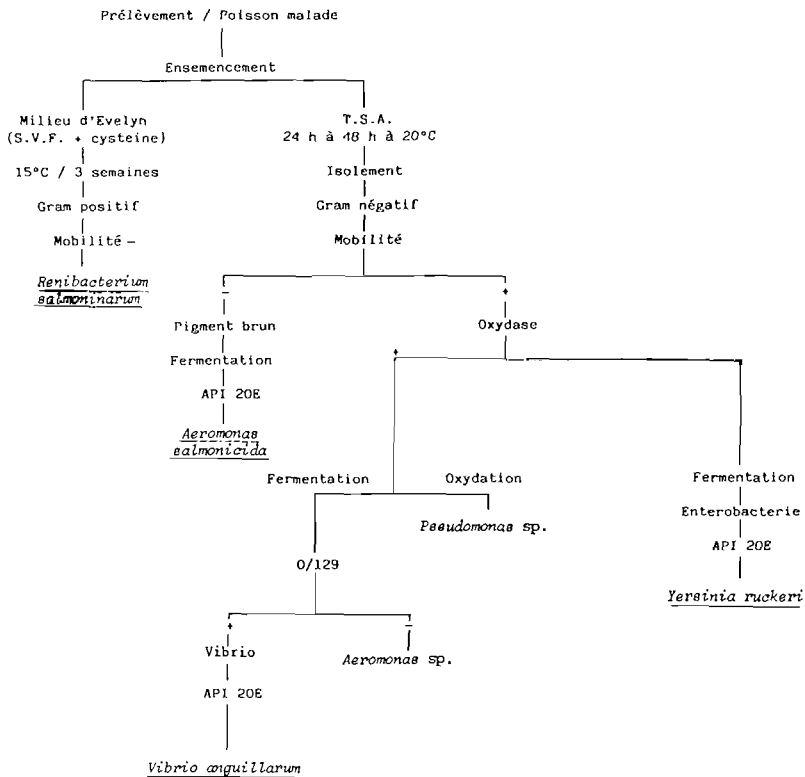 Prélèvement / Poisson malade
Ensemencement
Milieu d'Evelyn
(S.V.F. + cysteine)
15°C / 3 semaines
Gram positif
Mobilité –
Renibacterium
salmoninarum
T.S.A.
24 h à 48 h à 20°C
Isolement
Gram négatif
Mobilité
–
+
Pigment brun
Fermentation
API 20E
Aeromonas
salmonicida
Oxydase
+
-
Fermentation
Oxydation
Pseudomonas sp.
Fermentation
Enterobacterie
API 20E
Yersinia ruckeri
O/129
+
–
Vibrio
API 20E
Vibrio anguillarum
Aeromonas sp.